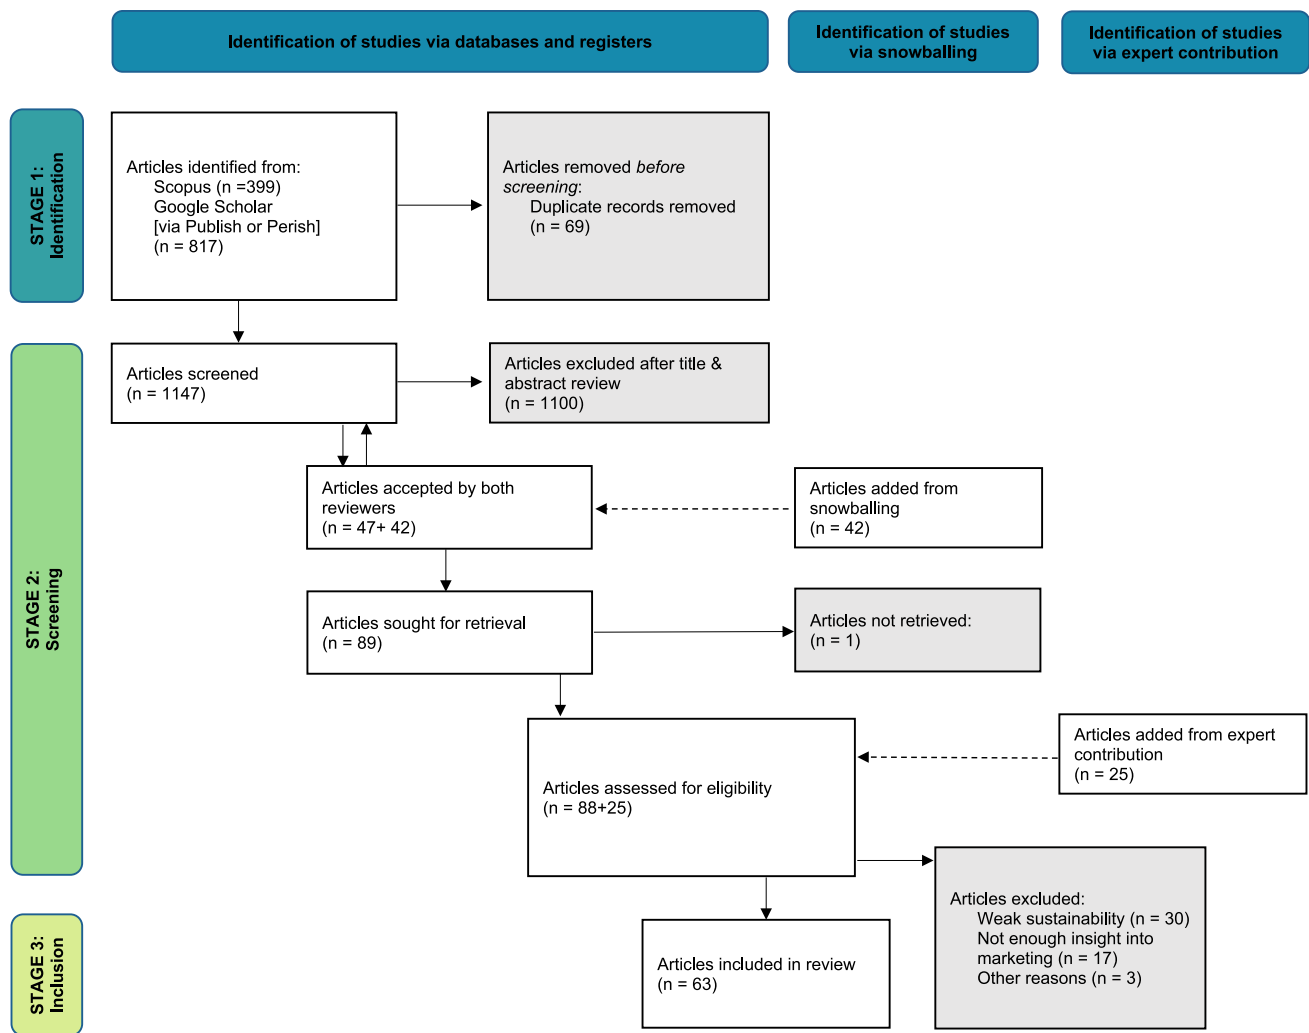 Identification of studies via databases and registers
Identification of studies
via snowballing
Identification of studies
via expert contribution
STAGE 1:
Identification
Articles identified from:
Scopus (n =399)
Google Scholar
[via Publish or Perish]
(n = 817)
Articles removed before
screening:
Duplicate records removed
(n = 69)
STAGE 2:
Screening
Articles screened
(n = 1147)
Articles excluded after title &
abstract review
(n = 1100)
Articles accepted by both
reviewers
(n = 47+ 42)
Articles added from
snowballing
(n = 42)
Articles sought for retrieval
(n = 89)
Articles not retrieved:
(n = 1)
Articles assessed for eligibility
(n = 88+25)
Articles added from expert
contribution
(n = 25)
Articles excluded:
Weak sustainability (n = 30)
Not enough insight into
marketing (n = 17)
Other reasons (n = 3)
STAGE 3:
Inclusion
Articles included in review
(n = 63)